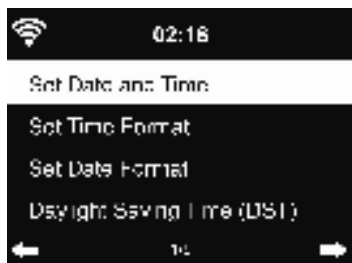 02:16
Set Date and Time
Set Time Format
Set Date Format
Daylight Saving Time (DST)